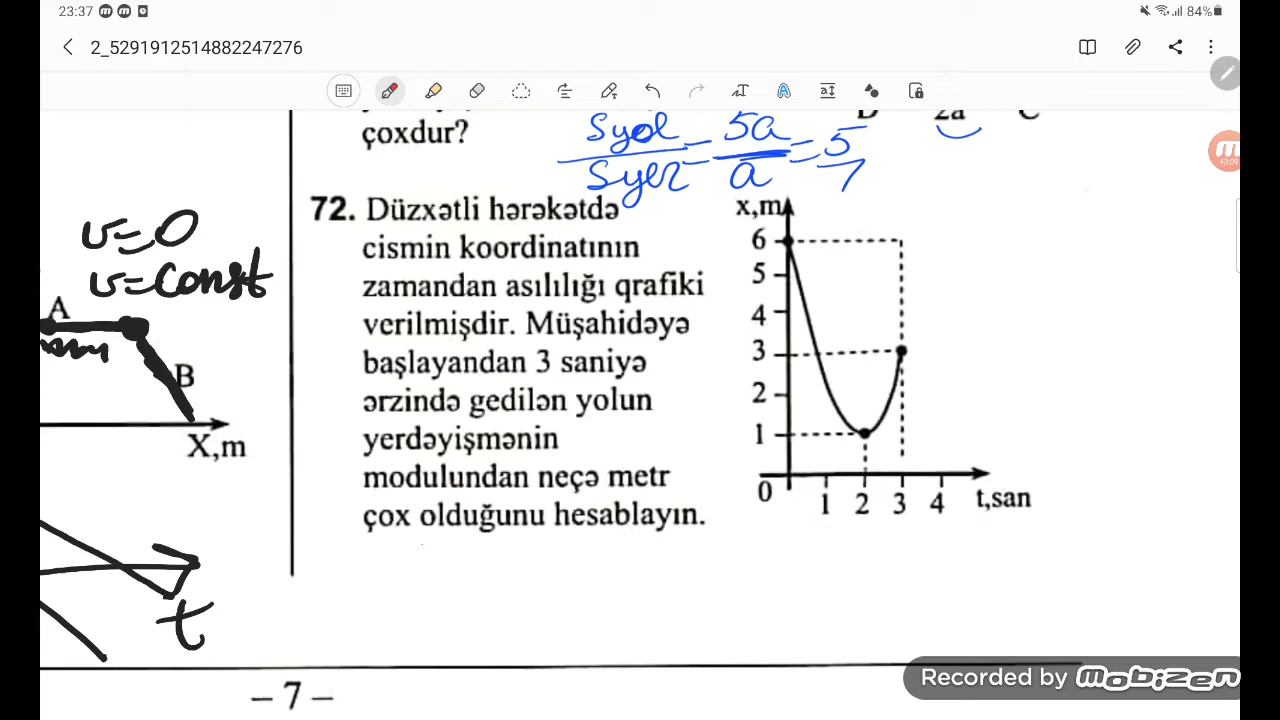 23:37
84%
2_5291912514882247276
çoxdur?
Syol = 5a = 5
Syer a 1
D 2a C
72. Düzxətli hərəkətdə
cismin koordinatının
zamandan asılılığı qrafiki
verilmişdir. Müşahidəyə
başlayandan 3 saniyə
ərzində gedilən yolun
yerdəyişmənin
modulundan neçə metr
çox olduğunu hesablayın.
x,m
6
5
4
3
2
1
0 1 2 3 4 t,san
v=0
v=const
A
B
X,m
t
– 7 –
43:09
Recorded by mobizen